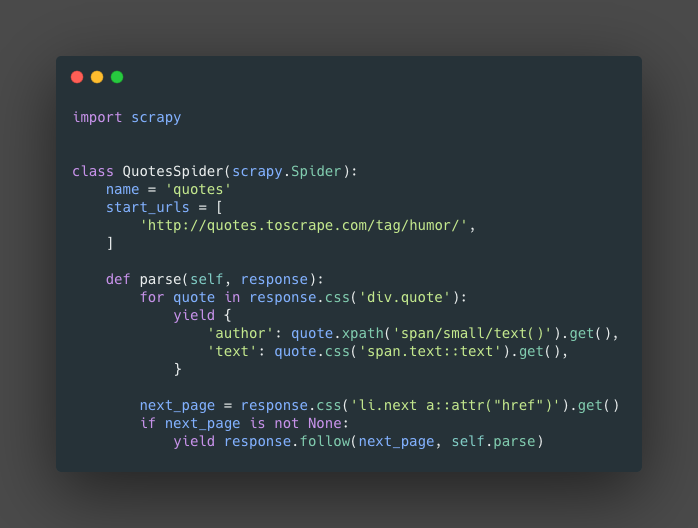 import scrapy
class QuotesSpider(scrapy.Spider):
    name = 'quotes'
    start_urls = [
        'http://quotes.toscrape.com/tag/humor/',
    ]
    def parse(self, response):
        for quote in response.css('div.quote'):
            yield {
                'author': quote.xpath('span/small/text()').get(),
                'text': quote.css('span.text::text').get(),
            }
        next_page = response.css('li.next a::attr("href")').get()
        if next_page is not None:
            yield response.follow(next_page, self.parse)